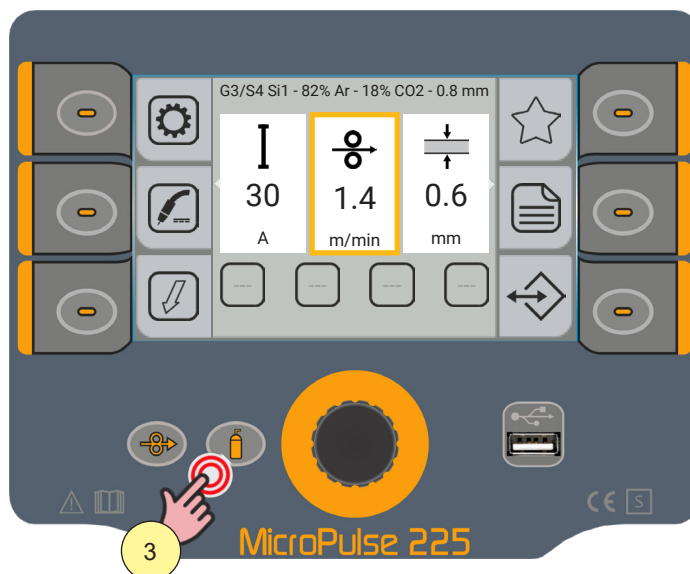 G3/S4 Si1 - 82% Ar - 18% CO2 - 0.8 mm
30
1.4
0.6
A
m/min
mm
---
---
---
---
CE
S
3
MicroPulse 225